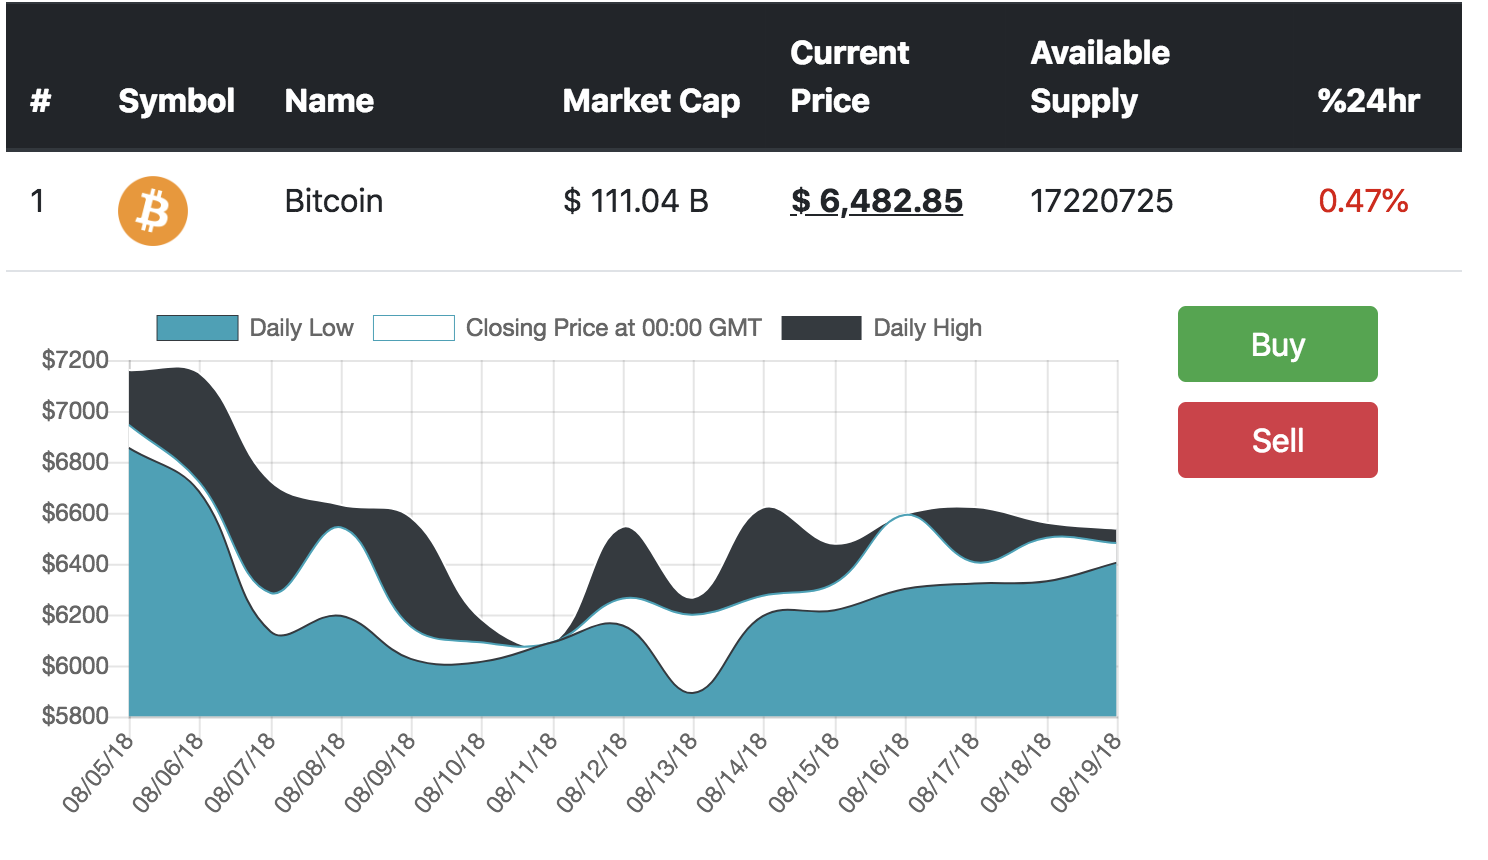 # Symbol Name Market Cap Current Price Available Supply %24hr
1 Bitcoin $ 111.04 B $ 6,482.85 17220725 0.47%
Daily Low Closing Price at 00:00 GMT Daily High
Buy
Sell
$7200
$7000
$6800
$6600
$6400
$6200
$6000
$5800
08/05/18 08/06/18 08/07/18 08/08/18 08/09/18 08/10/18 08/11/18 08/12/18 08/13/18 08/14/18 08/15/18 08/16/18 08/17/18 08/18/18 08/19/18